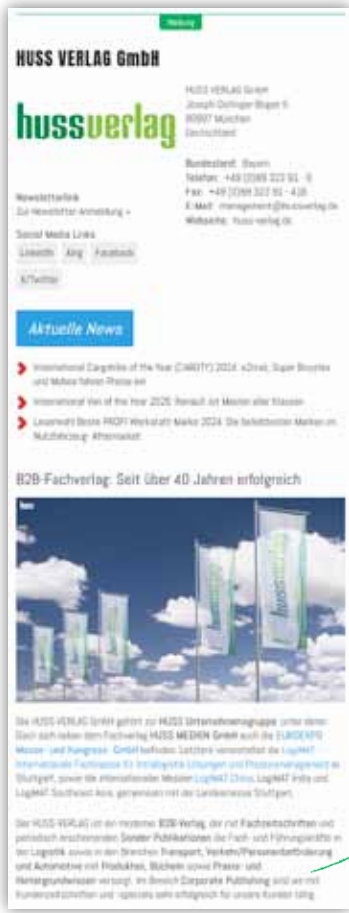 Werbung
HUSS VERLAG GmbH
HUSS VERLAG GmbH
Joseph-Dollinger-Bogen 5
80807 München
Deutschland
hussverlag
Bundesland: Bayern
Telefon: +49 (0)89 323 91 - 0
Fax: +49 (0)89 323 91 - 416
E-Mail: management@hussverlag.de
Webseite: huss-verlag.de
Newsletterlink
Zur Newsletter-Anmeldung »
Social Media Links
LinkedIn Xing Facebook
X/Twitter
Aktuelle News
International Cargobike of the Year (ICBOTY) 2024: Super Bicycles
und Mubea fahren Preise ein
International Van of the Year 2025: Renault ist Meister aller Klassen
Leserwahl Beste PROFI Werkstatt-Marke 2024: Die beliebtesten Marken im
Nutzfahrzeug-Aftermarket
B2B-Fachverlag: Seit über 40 Jahren erfolgreich
huss
hussverlag
hussverlag
hussverlag
hussverlag
hussverlag
Die HUSS-VERLAG GmbH gehört zur HUSS Unternehmensgruppe, unter deren
Dach sich neben dem Fachverlag HUSS MEDIEN GmbH auch die EUROEXPO
Messe- und Kongress- GmbH befinden. Letztere veranstaltet die LogiMAT
Internationale Fachmesse für Intralogistik-Lösungen und Prozessmanagement in
Stuttgart, sowie die internationalen Messen LogiMAT China, LogiMAT India und
LogiMAT Southeast Asia, gemeinsam mit der Landesmesse Stuttgart.
Der HUSS-VERLAG ist ein moderner B2B-Verlag, der mit Fachzeitschriften und
periodisch erscheinenden Sonder-Publikationen die Fach- und Führungskräfte in
der Logistik sowie in den Branchen Transport, Verkehr/Personenbeförderung
und Automotive mit Produkten, Büchern sowie Praxis- und
Hintergrundwissen versorgt. Im Bereich Corporate Publishing sind wir mit
Kundenzeitschriften und -specials sehr erfolgreich für unsere Kunden tätig.